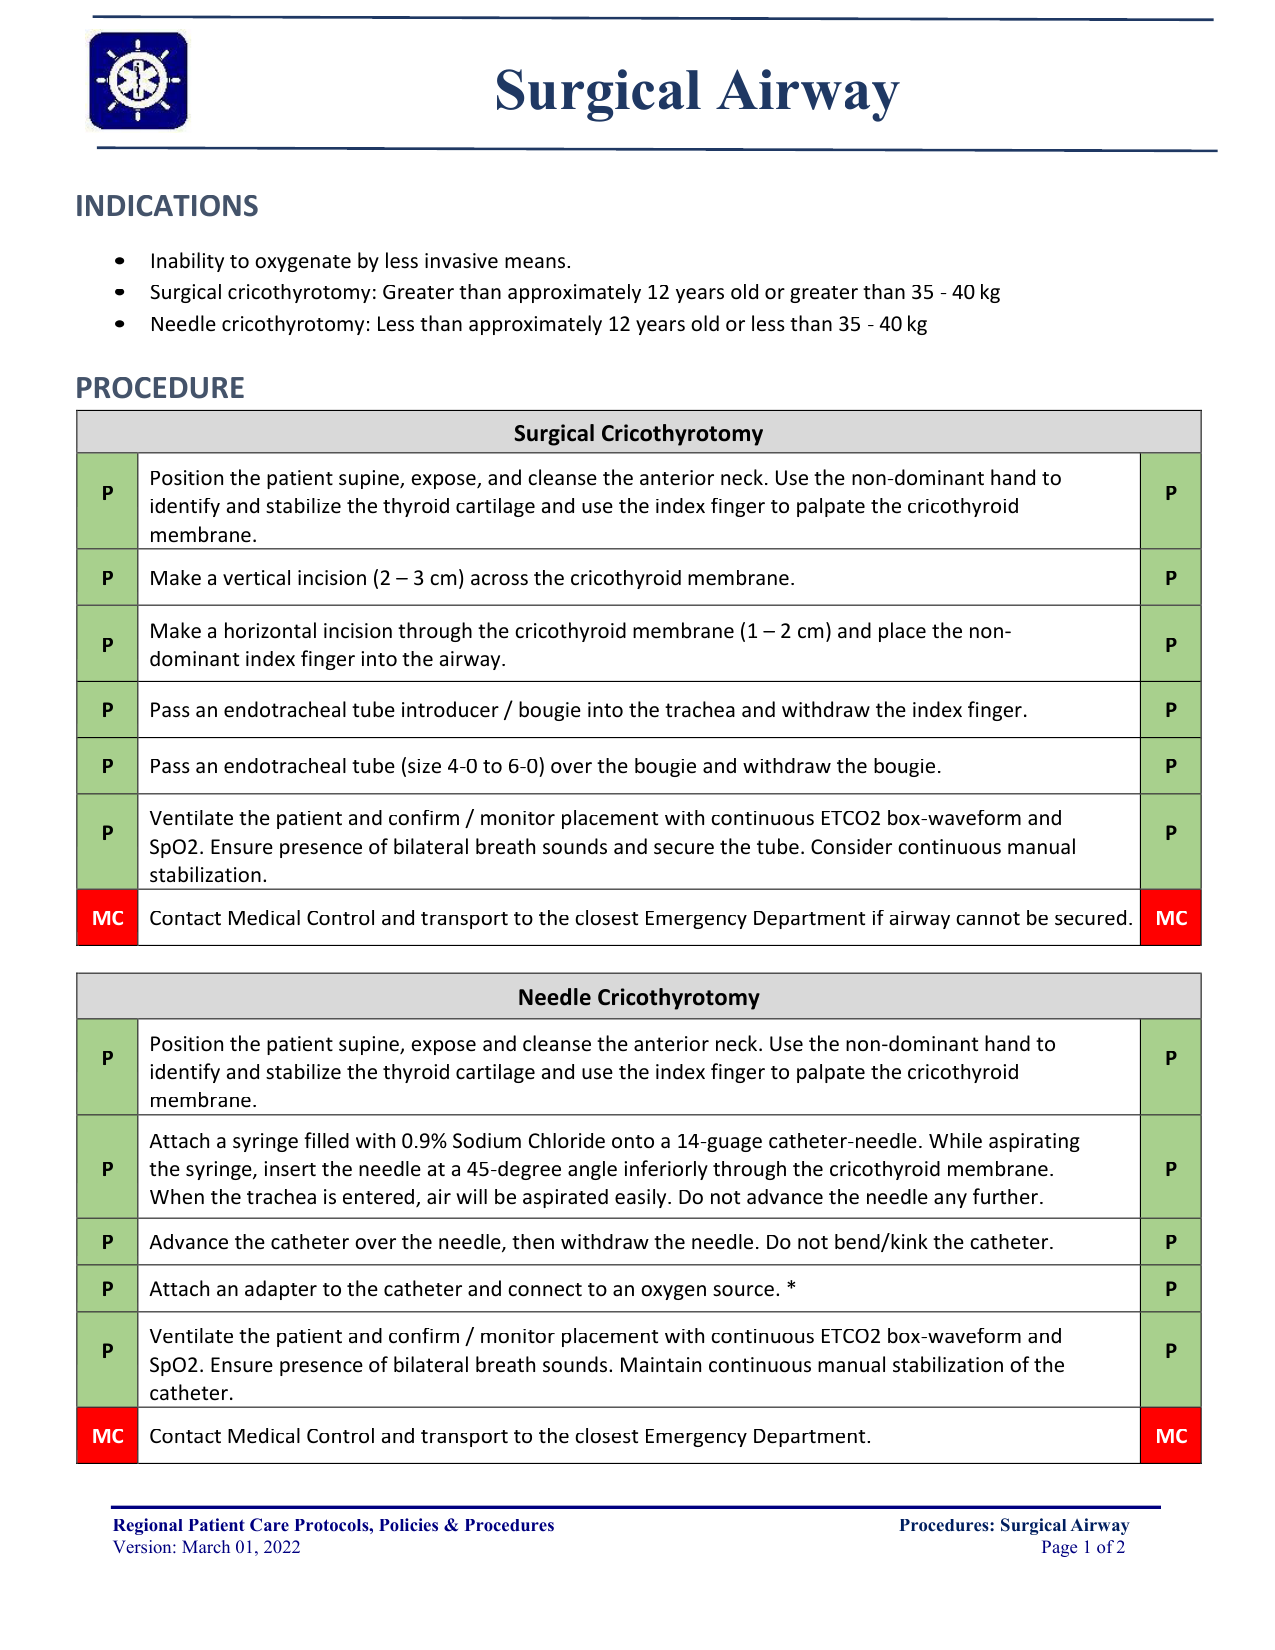 Surgical Airway
INDICATIONS
• Inability to oxygenate by less invasive means.
• Surgical cricothyrotomy: Greater than approximately 12 years old or greater than 35 - 40 kg
• Needle cricothyrotomy: Less than approximately 12 years old or less than 35 - 40 kg
PROCEDURE
Surgical Cricothyrotomy
P Position the patient supine, expose, and cleanse the anterior neck. Use the non-dominant hand to P
identify and stabilize the thyroid cartilage and use the index finger to palpate the cricothyroid
membrane.
P Make a vertical incision (2 – 3 cm) across the cricothyroid membrane. P
P Make a horizontal incision through the cricothyroid membrane (1 – 2 cm) and place the non- P
dominant index finger into the airway.
P Pass an endotracheal tube introducer / bougie into the trachea and withdraw the index finger. P
P Pass an endotracheal tube (size 4-0 to 6-0) over the bougie and withdraw the bougie. P
P Ventilate the patient and confirm / monitor placement with continuous ETCO2 box-waveform and P
SpO2. Ensure presence of bilateral breath sounds and secure the tube. Consider continuous manual
stabilization.
MC Contact Medical Control and transport to the closest Emergency Department if airway cannot be secured. MC
Needle Cricothyrotomy
P Position the patient supine, expose and cleanse the anterior neck. Use the non-dominant hand to P
identify and stabilize the thyroid cartilage and use the index finger to palpate the cricothyroid
membrane.
P Attach a syringe filled with 0.9% Sodium Chloride onto a 14-guage catheter-needle. While aspirating P
the syringe, insert the needle at a 45-degree angle inferiorly through the cricothyroid membrane.
When the trachea is entered, air will be aspirated easily. Do not advance the needle any further.
P Advance the catheter over the needle, then withdraw the needle. Do not bend/kink the catheter. P
P Attach an adapter to the catheter and connect to an oxygen source. * P
P Ventilate the patient and confirm / monitor placement with continuous ETCO2 box-waveform and P
SpO2. Ensure presence of bilateral breath sounds. Maintain continuous manual stabilization of the
catheter.
MC Contact Medical Control and transport to the closest Emergency Department. MC
Regional Patient Care Protocols, Policies & Procedures Procedures: Surgical Airway
Version: March 01, 2022 Page 1 of 2